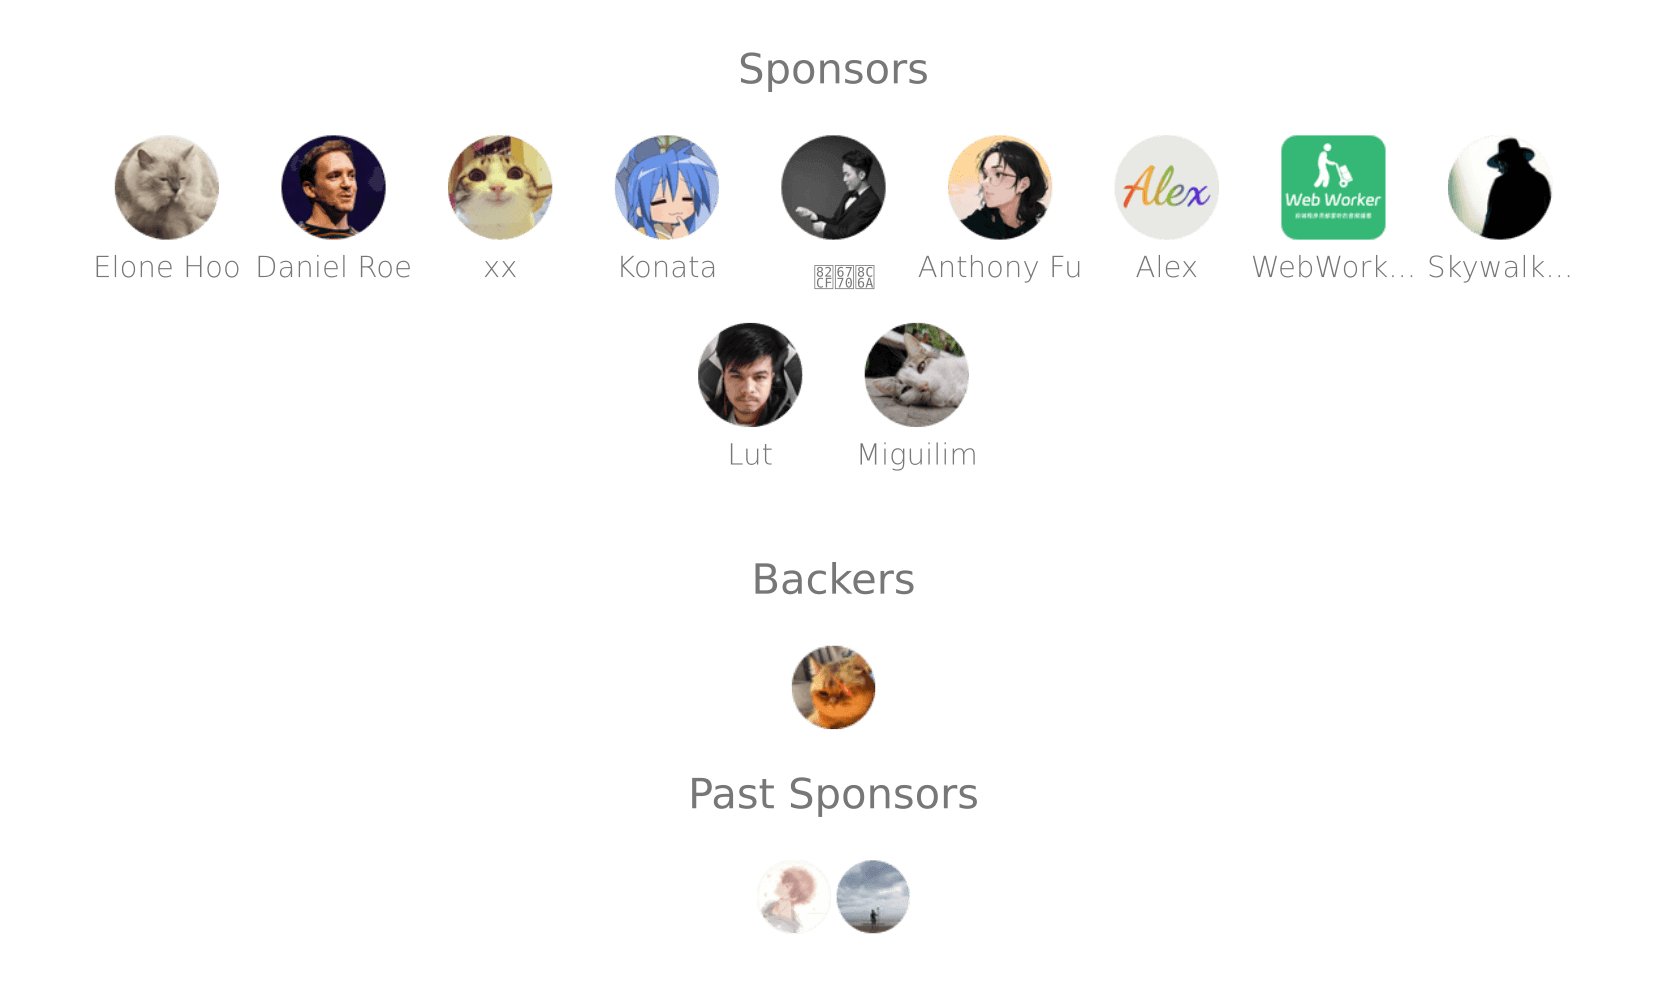 Sponsors
Elone Hoo Daniel Roe xx Konata Anthony Fu Alex WebWork... Skywalk...
Alex
Web Worker
Lut Miguilim
Backers
Past Sponsors